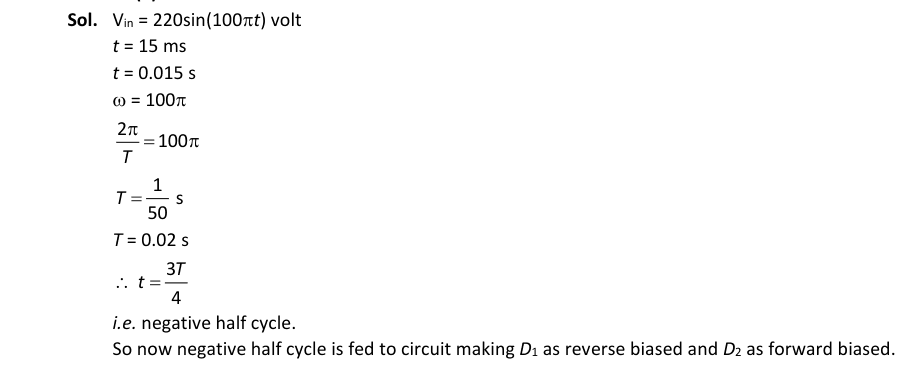 Sol. Vin = 220sin(100πt) volt
t = 15 ms
t = 0.015 s
ω = 100π
2π/T = 100π
T = 1/50 s
T = 0.02 s
∴ t = 3T/4
i.e. negative half cycle.
So now negative half cycle is fed to circuit making D1 as reverse biased and D2 as forward biased.